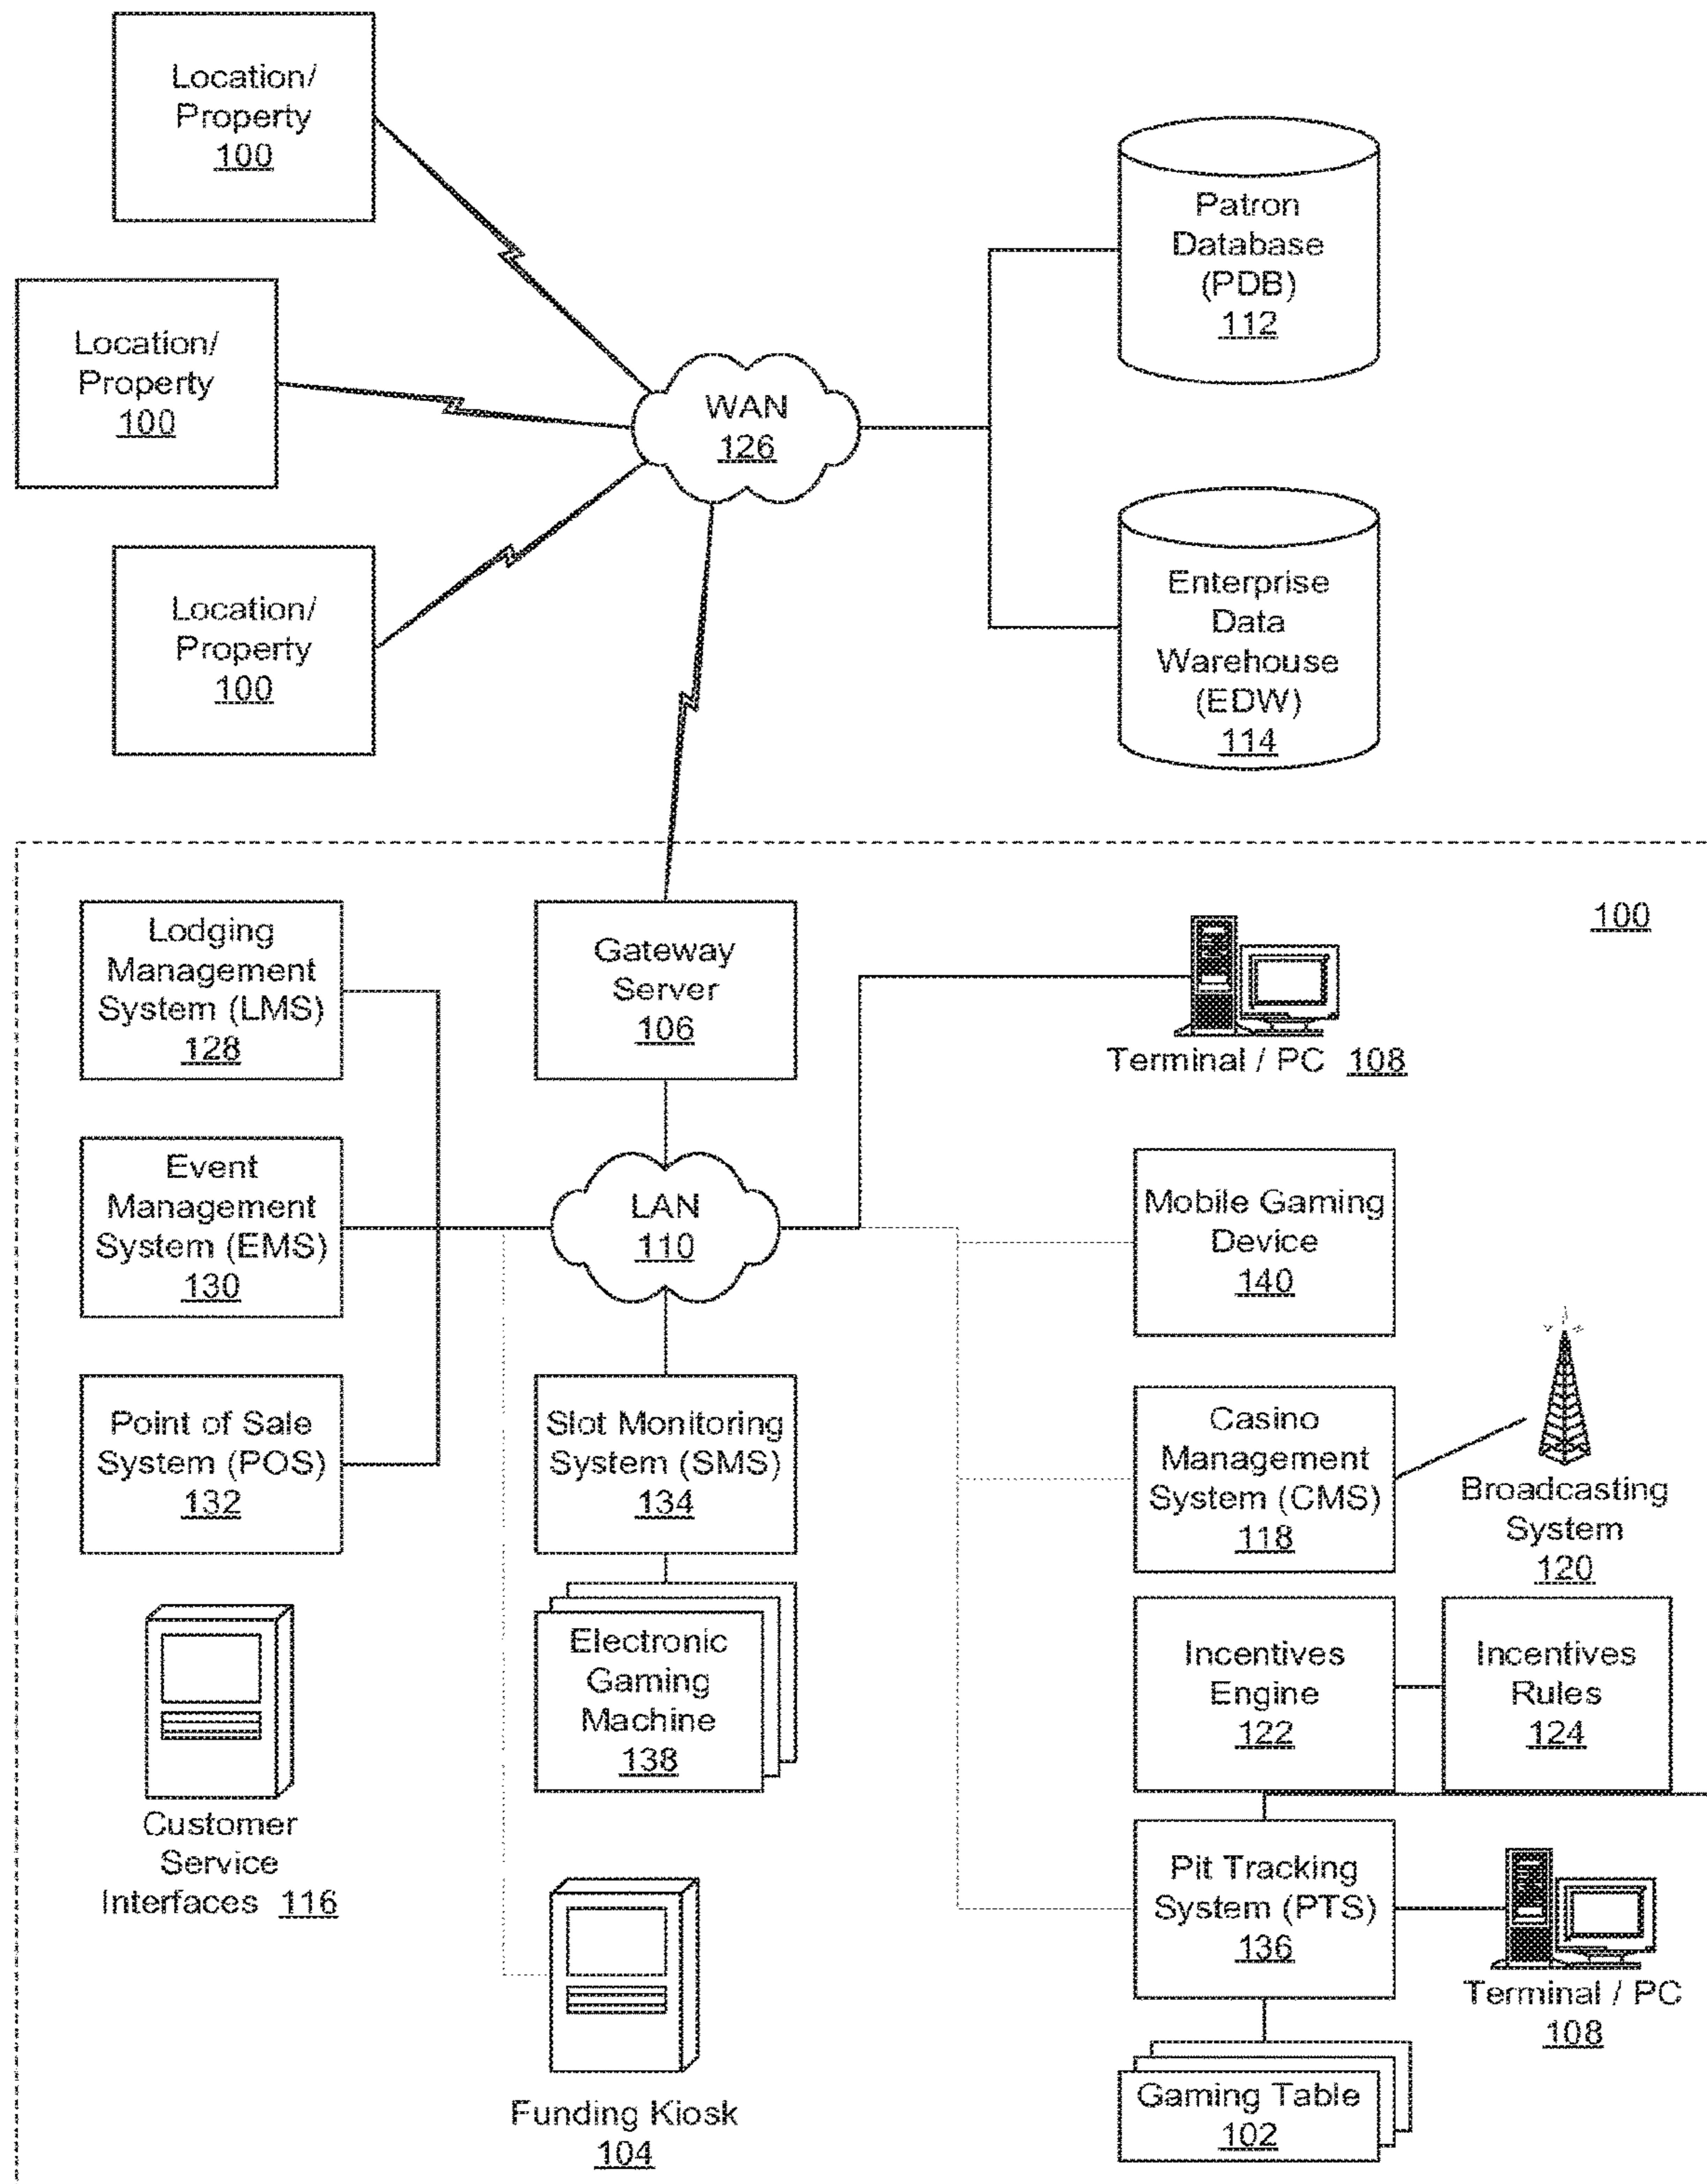 Location/
Property
100
Location/
Property
100
Location/
Property
100
WAN
126
Patron
Database
(PDB)
112
Enterprise
Data
Warehouse
(EDW)
114
100
Lodging
Management
System (LMS)
128
Gateway
Server
106
Terminal / PC 108
Event
Management
System (EMS)
130
LAN
110
Mobile Gaming
Device
140
Point of Sale
System (POS)
132
Slot Monitoring
System (SMS)
134
Casino
Management
System (CMS)
118
Broadcasting
System
120
Customer
Service
Interfaces 116
Electronic
Gaming
Machine
138
Incentives
Engine
122
Incentives
Rules
124
Funding Kiosk
104
Pit Tracking
System (PTS)
136
Terminal / PC
108
Gaming Table
102